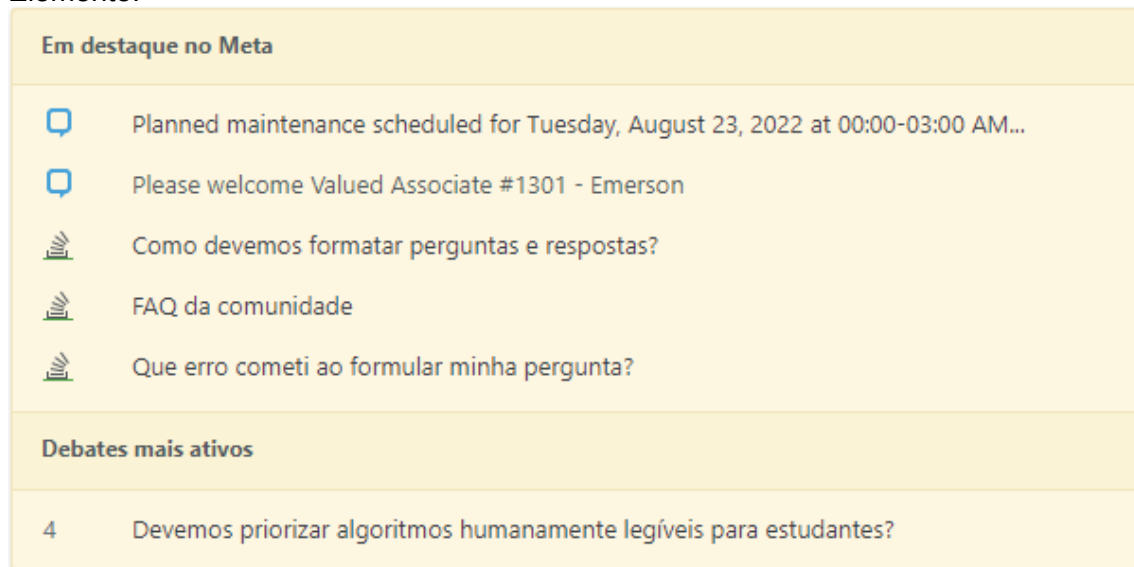 Em destaque no Meta
Planned maintenance scheduled for Tuesday, August 23, 2022 at 00:00-03:00 AM...
Please welcome Valued Associate #1301 - Emerson
Como devemos formatar perguntas e respostas?
FAQ da comunidade
Que erro cometi ao formular minha pergunta?
Debates mais ativos
4 Devemos priorizar algoritmos humanamente legíveis para estudantes?